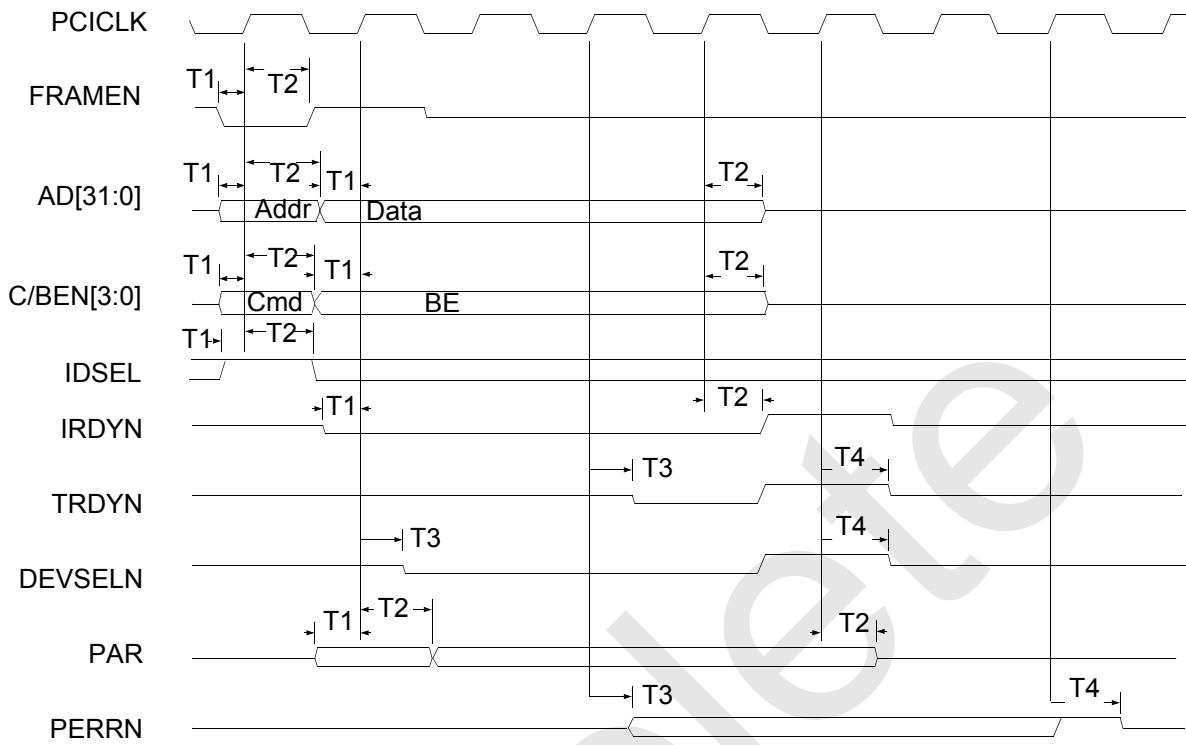 PCICLK
T1 T2
FRAMEN
T1 T2 T1 T2
AD[31:0] Addr Data
T1 T2 T1 T2
C/BEN[3:0] Cmd BE
T1 T2
IDSEL
T1 T2
IRDYN
T3 T4
TRDYN
T3 T4
DEVSELN
T1 T2 T2
PAR
T3 T4
PERRN